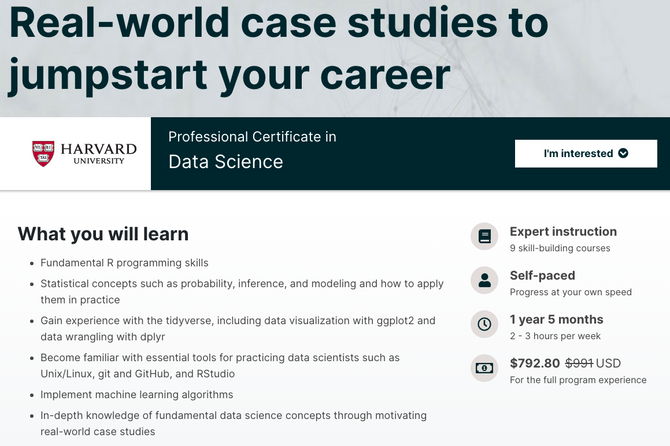 Real-world case studies to
jumpstart your career
HARVARD
UNIVERSITY
Professional Certificate in
Data Science
I'm interested
What you will learn
Fundamental R programming skills
Statistical concepts such as probability, inference, and modeling and how to apply
them in practice
Gain experience with the tidyverse, including data visualization with ggplot2 and
data wrangling with dplyr
Become familiar with essential tools for practicing data scientists such as
Unix/Linux, git and GitHub, and RStudio
Implement machine learning algorithms
In-depth knowledge of fundamental data science concepts through motivating
real-world case studies
Expert instruction
9 skill-building courses
Self-paced
Progress at your own speed
1 year 5 months
2 - 3 hours per week
$792.80 $991 USD
For the full program experience